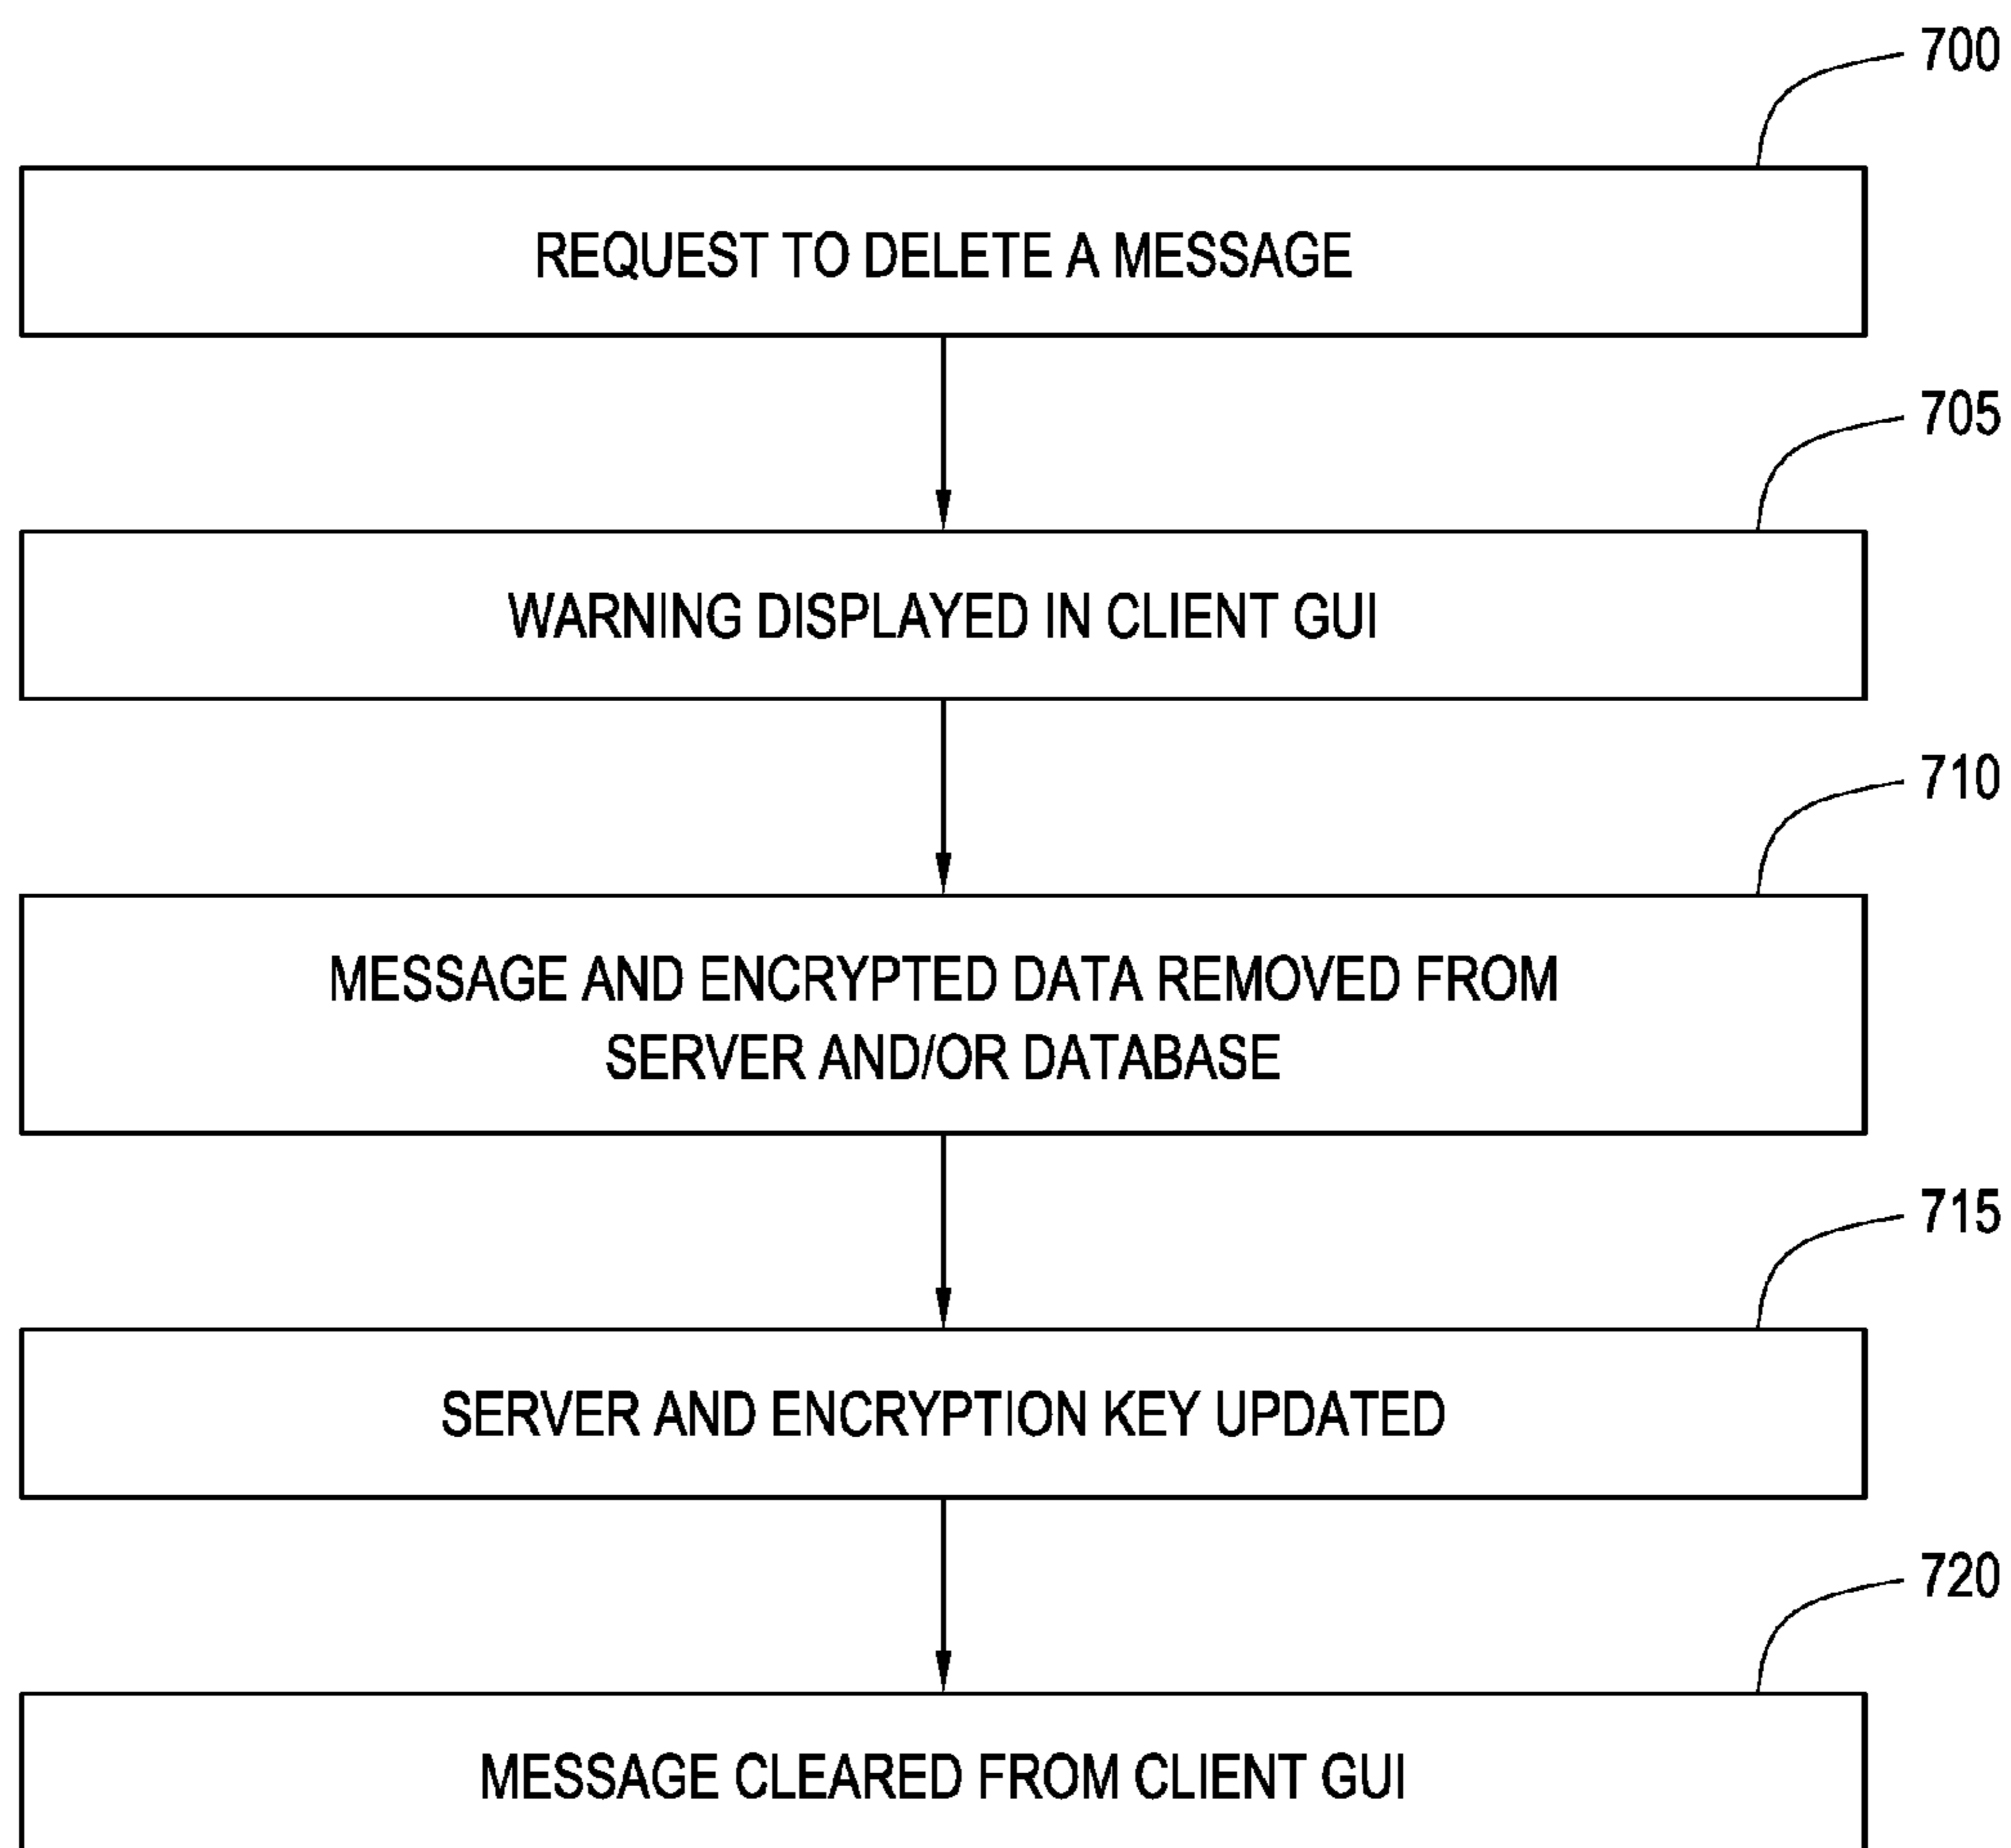 700
REQUEST TO DELETE A MESSAGE
705
WARNING DISPLAYED IN CLIENT GUI
710
MESSAGE AND ENCRYPTED DATA REMOVED FROM
SERVER AND/OR DATABASE
715
SERVER AND ENCRYPTION KEY UPDATED
720
MESSAGE CLEARED FROM CLIENT GUI